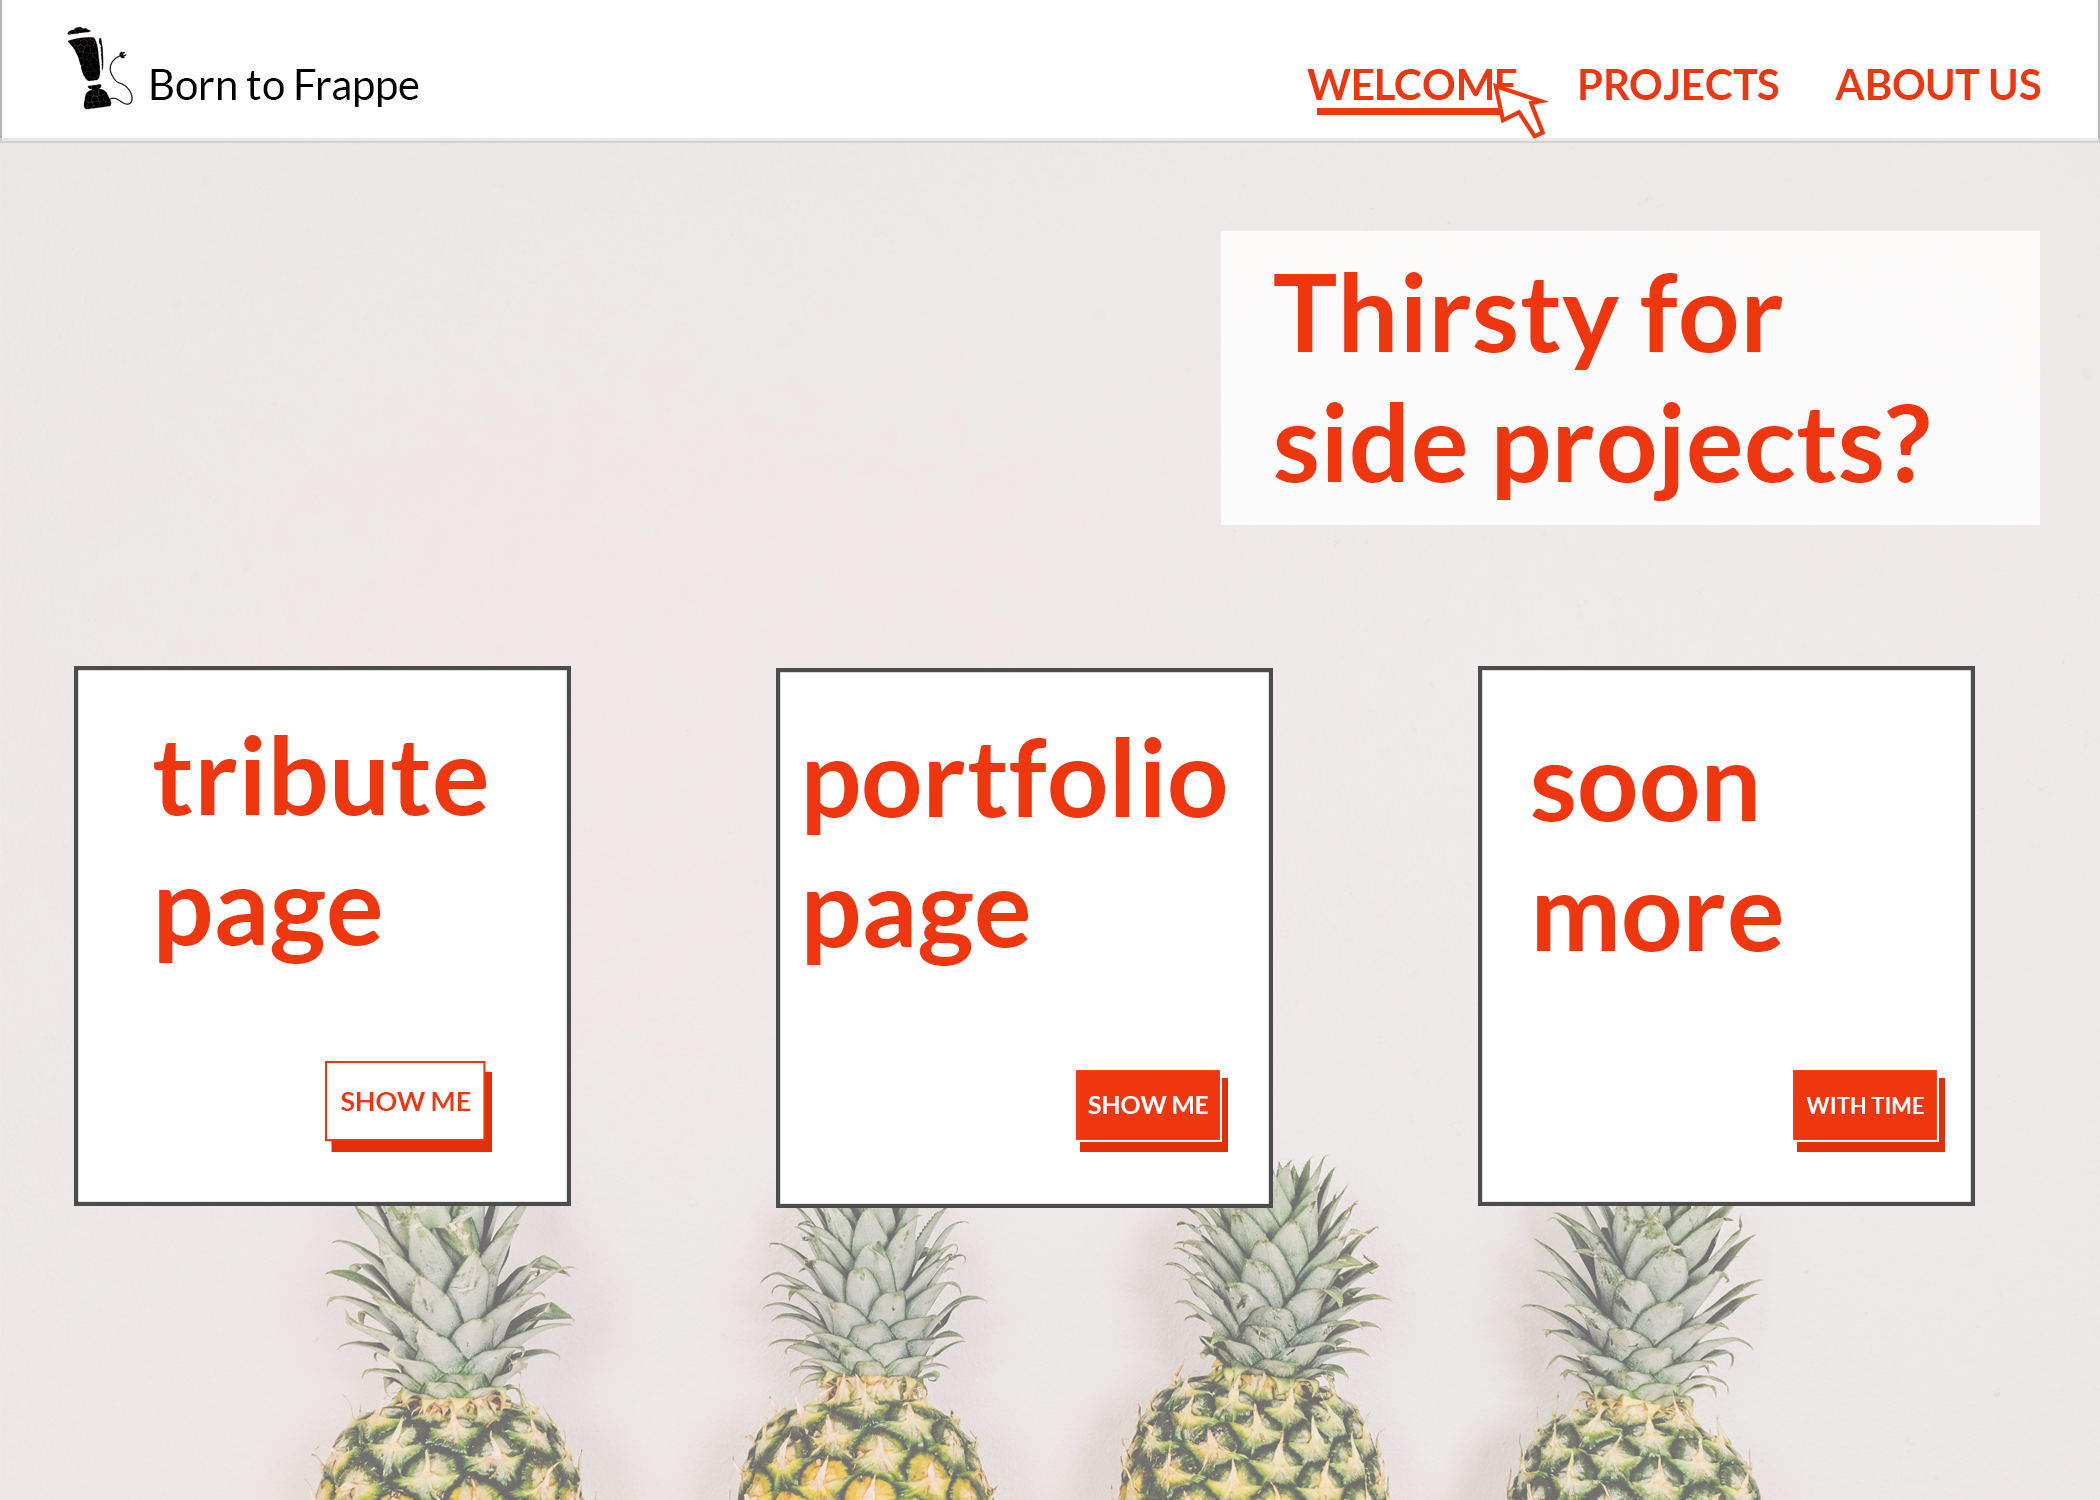 Born to Frappe
WELCOME
PROJECTS
ABOUT US
Thirsty for
side projects?
tribute
page
SHOW ME
portfolio
page
SHOW ME
soon
more
WITH TIME